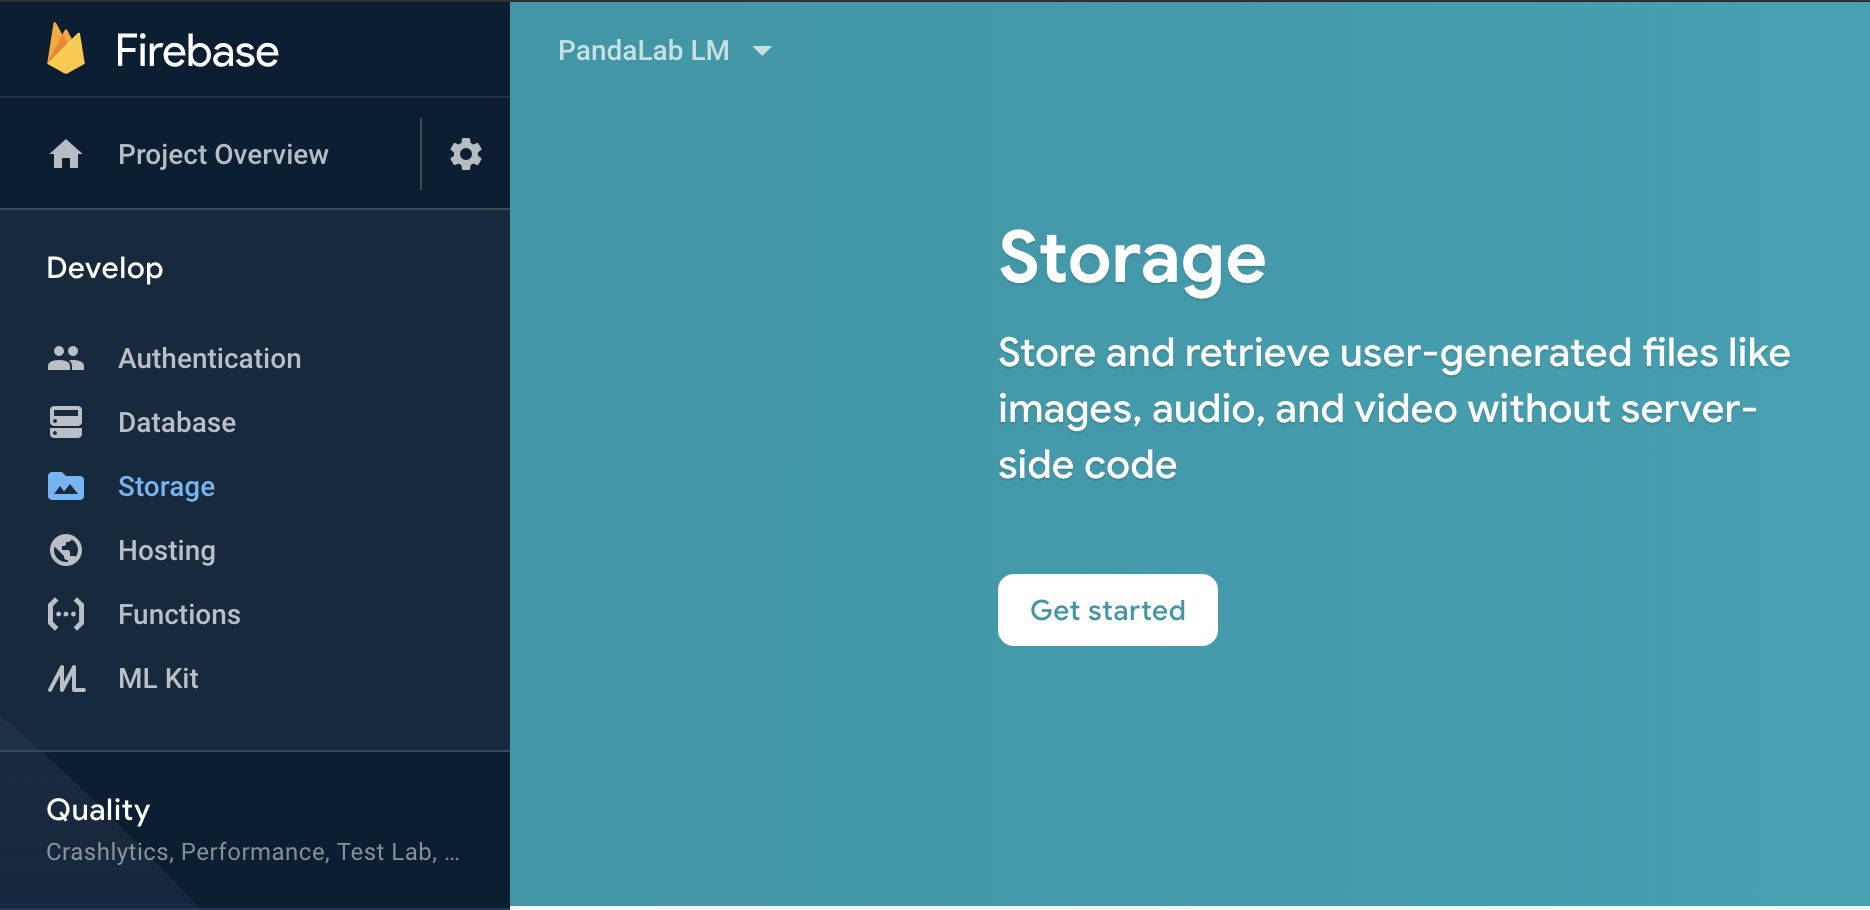 Firebase
Project Overview
Develop
Authentication
Database
Storage
Hosting
Functions
ML Kit
Quality
Crashlytics, Performance, Test Lab, ...
PandaLab LM
Storage
Store and retrieve user-generated files like
images, audio, and video without server-
side code
Get started